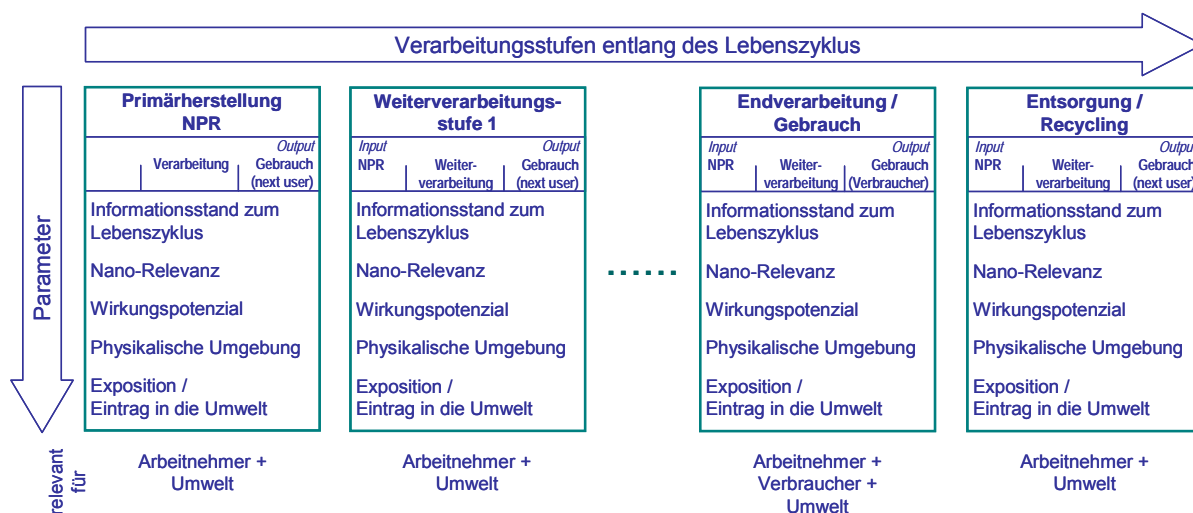 Verarbeitungsstufen entlang des Lebenszyklus
Parameter
relevant
für
Primärherstellung
NPR
Output
Verarbeitung
Gebrauch
(next user)
Informationsstand zum
Lebenszyklus
Nano-Relevanz
Wirkungspotenzial
Physikalische Umgebung
Exposition /
Eintrag in die Umwelt
Arbeitnehmer +
Umwelt
Weiterverarbeitungs-
stufe 1
Input
Output
NPR
Weiter-
verarbeitung
Gebrauch
(next user)
Informationsstand zum
Lebenszyklus
Nano-Relevanz
Wirkungspotenzial
Physikalische Umgebung
Exposition /
Eintrag in die Umwelt
Arbeitnehmer +
Umwelt
......
Endverarbeitung /
Gebrauch
Input
Output
NPR
Weiter-
verarbeitung
Gebrauch
(Verbraucher)
Informationsstand zum
Lebenszyklus
Nano-Relevanz
Wirkungspotenzial
Physikalische Umgebung
Exposition /
Eintrag in die Umwelt
Arbeitnehmer +
Verbraucher +
Umwelt
Entsorgung /
Recycling
Input
Output
NPR
Weiter-
verarbeitung
Gebrauch
(next user)
Informationsstand zum
Lebenszyklus
Nano-Relevanz
Wirkungspotenzial
Physikalische Umgebung
Exposition /
Eintrag in die Umwelt
Arbeitnehmer +
Umwelt